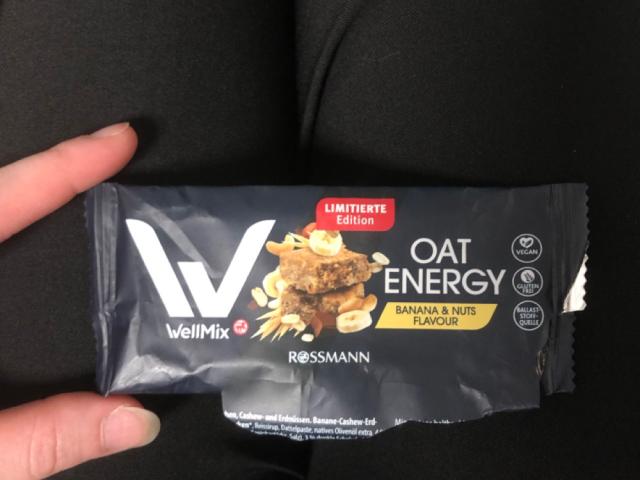 LIMITIERTE
Edition
OAT
ENERGY
BANANA & NUTS
FLAVOUR
VEGAN
GLUTEN
FREI
BALLAST-
STOFF-
QUELLE
WellMix
ROSSMANN
Cashew- und Erdnüssen. Banane-Cashew-Erd-
Reissirup, Dattelpaste, natives Olivenöl extra,